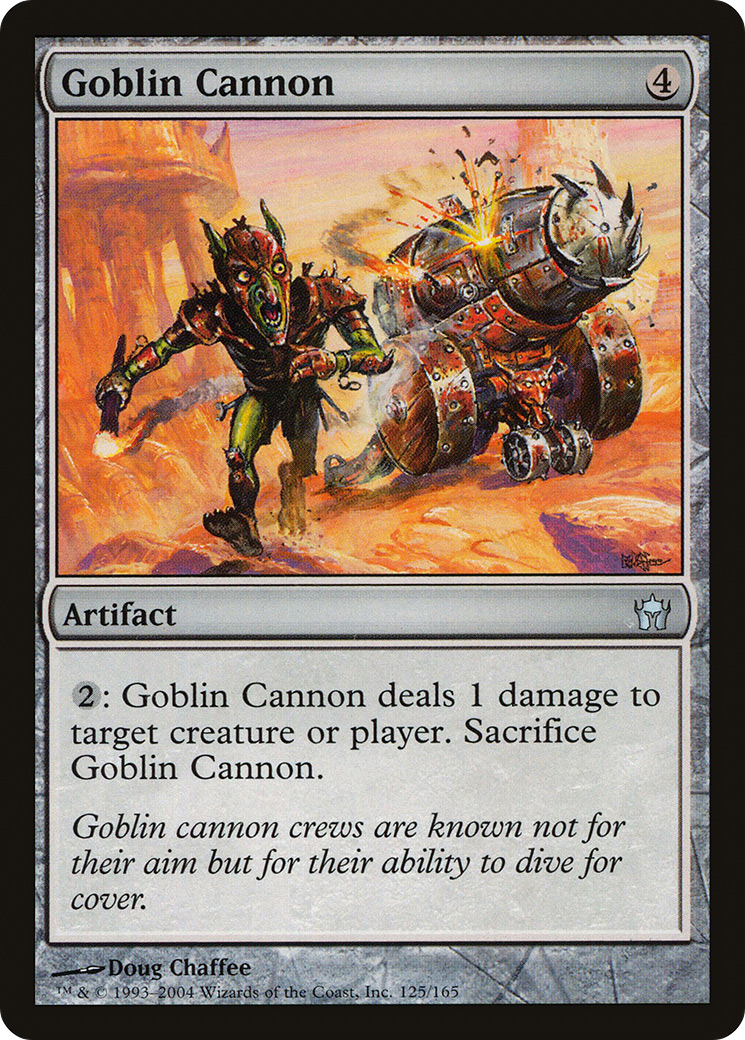 Goblin Cannon
4
Artifact
2: Goblin Cannon deals 1 damage to
target creature or player. Sacrifice
Goblin Cannon.
Goblin cannon crews are known not for
their aim but for their ability to dive for
cover.
Doug Chaffee
™ & © 1993–2004 Wizards of the Coast, Inc. 125/165